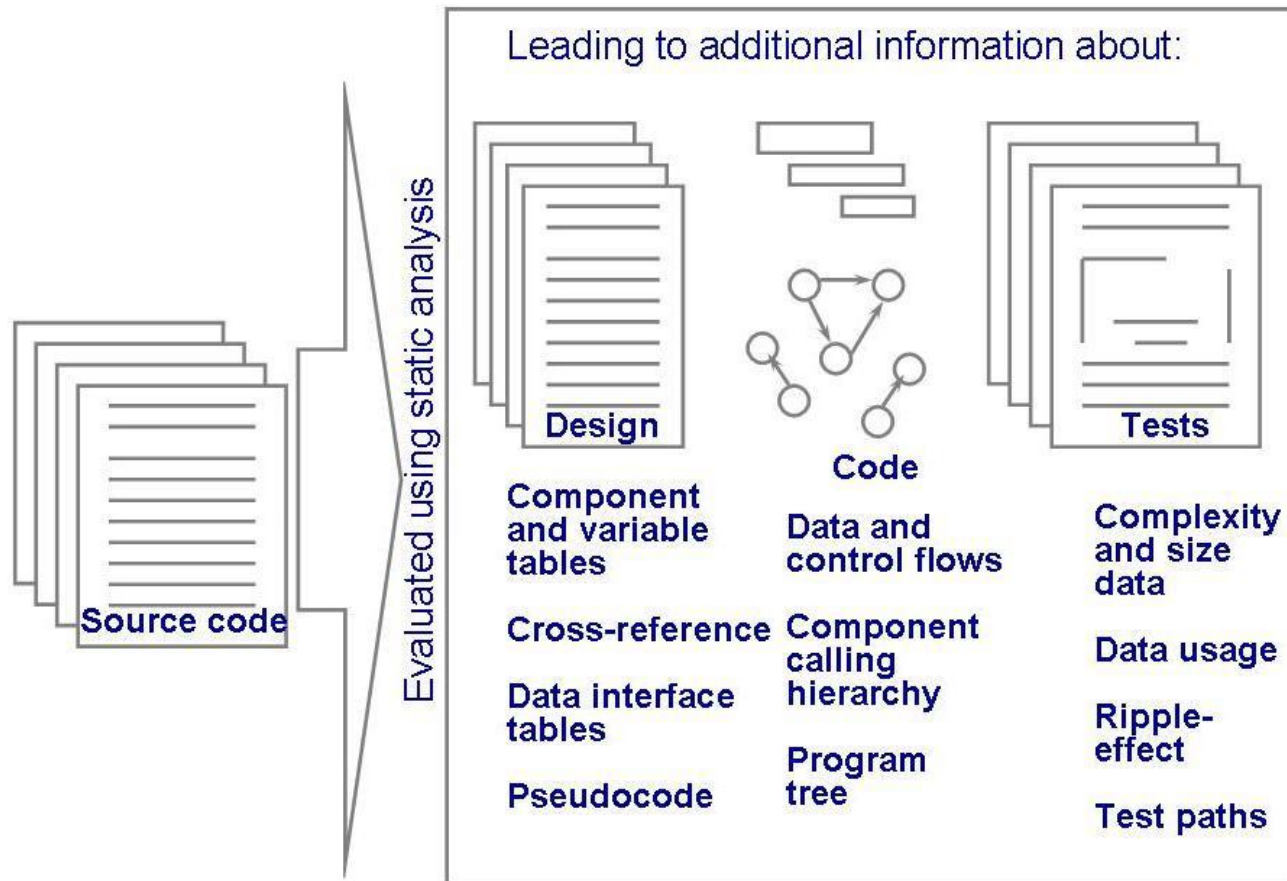 Leading to additional information about:
Evaluated using static analysis
Source code
Design
Component
and variable
tables
Cross-reference
Data interface
tables
Pseudocode
Code
Data and
control flows
Component
calling
hierarchy
Program
tree
Tests
Complexity
and size
data
Data usage
Ripple-
effect
Test paths